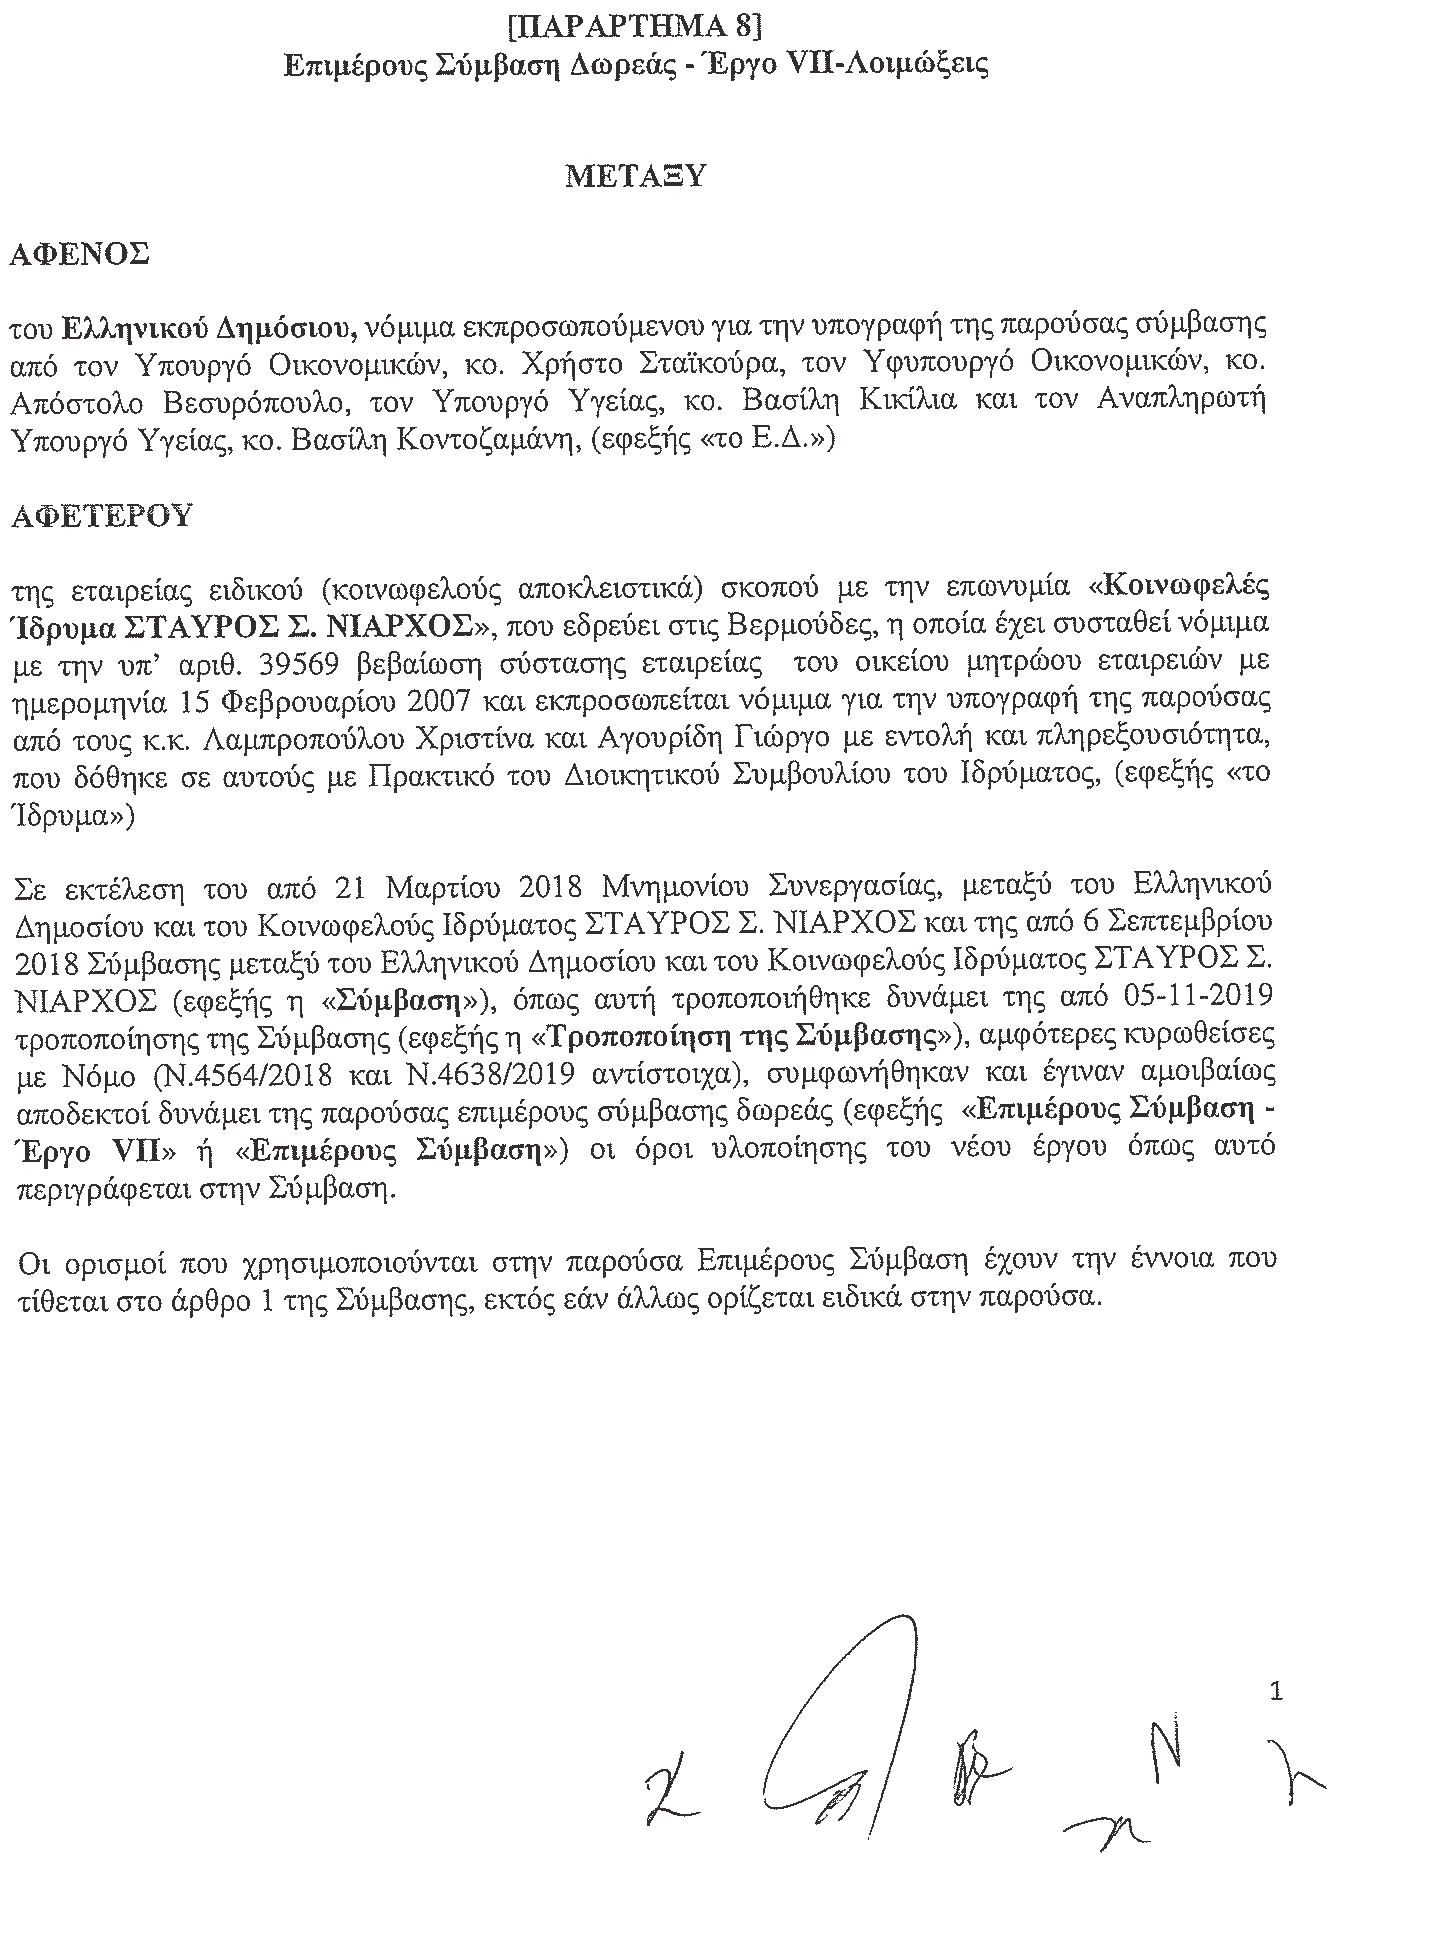 [ΠΑΡΑΡΤΗΜΑ 8]
Επιμέρους Σύμβαση Δωρεάς - Έργο VII-Λοιμώξεις
ΜΕΤΑΞΥ
ΑΦΕΝΟΣ
του Ελληνικού Δημόσιου, νόμιμα εκπροσωπούμενου για την υπογραφή της παρούσας σύμβασης
από τον Υπουργό Οικονομικών, κο. Χρήστο Σταϊκούρα, τον Υφυπουργό Οικονομικών, κο.
Απόστολο Βεσυρόπουλο, τον Υπουργό Υγείας, κο. Βασίλη Κικίλια και τον Αναπληρωτή
Υπουργό Υγείας, κο. Βασίλη Κοντοζαμάνη, (εφεξής «το Ε.Δ.»)
ΑΦΕΤΕΡΟΥ
της εταιρείας ειδικού (κοινωφελούς αποκλειστικά) σκοπού με την επωνυμία «Κοινωφελές
Ίδρυμα ΣΤΑΥΡΟΣ Σ. ΝΙΑΡΧΟΣ», που εδρεύει στις Βερμούδες, η οποία έχει συσταθεί νόμιμα
με την υπ’ αριθ. 39569 βεβαίωση σύστασης εταιρείας του οικείου μητρώου εταιρειών με
ημερομηνία 15 Φεβρουαρίου 2007 και εκπροσωπείται νόμιμα για την υπογραφή της παρούσας
από τους κ.κ. Λαμπροπούλου Χριστίνα και Αγουρίδη Γιώργο με εντολή και πληρεξουσιότητα,
που δόθηκε σε αυτούς με Πρακτικό του Διοικητικού Συμβουλίου του Ιδρύματος, (εφεξής «το
Ίδρυμα»)
Σε εκτέλεση του από 21 Μαρτίου 2018 Μνημονίου Συνεργασίας, μεταξύ του Ελληνικού
Δημοσίου και του Κοινωφελούς Ιδρύματος ΣΤΑΥΡΟΣ Σ. ΝΙΑΡΧΟΣ και της από 6 Σεπτεμβρίου
2018 Σύμβασης μεταξύ του Ελληνικού Δημοσίου και του Κοινωφελούς Ιδρύματος ΣΤΑΥΡΟΣ Σ.
ΝΙΑΡΧΟΣ (εφεξής η «Σύμβαση»), όπως αυτή τροποποιήθηκε δυνάμει της από 05-11-2019
τροποποίησης της Σύμβασης (εφεξής η «Τροποποίηση της Σύμβασης»), αμφότερες κυρωθείσες
με Νόμο (Ν.4564/2018 και Ν.4638/2019 αντίστοιχα), συμφωνήθηκαν και έγιναν αμοιβαίως
αποδεκτοί δυνάμει της παρούσας επιμέρους σύμβασης δωρεάς (εφεξής «Επιμέρους Σύμβαση -
Έργο VII» ή «Επιμέρους Σύμβαση») οι όροι υλοποίησης του νέου έργου όπως αυτό
περιγράφεται στην Σύμβαση.
Οι ορισμοί που χρησιμοποιούνται στην παρούσα Επιμέρους Σύμβαση έχουν την έννοια που
τίθεται στο άρθρο 1 της Σύμβασης, εκτός εάν άλλως ορίζεται ειδικά στην παρούσα.
1